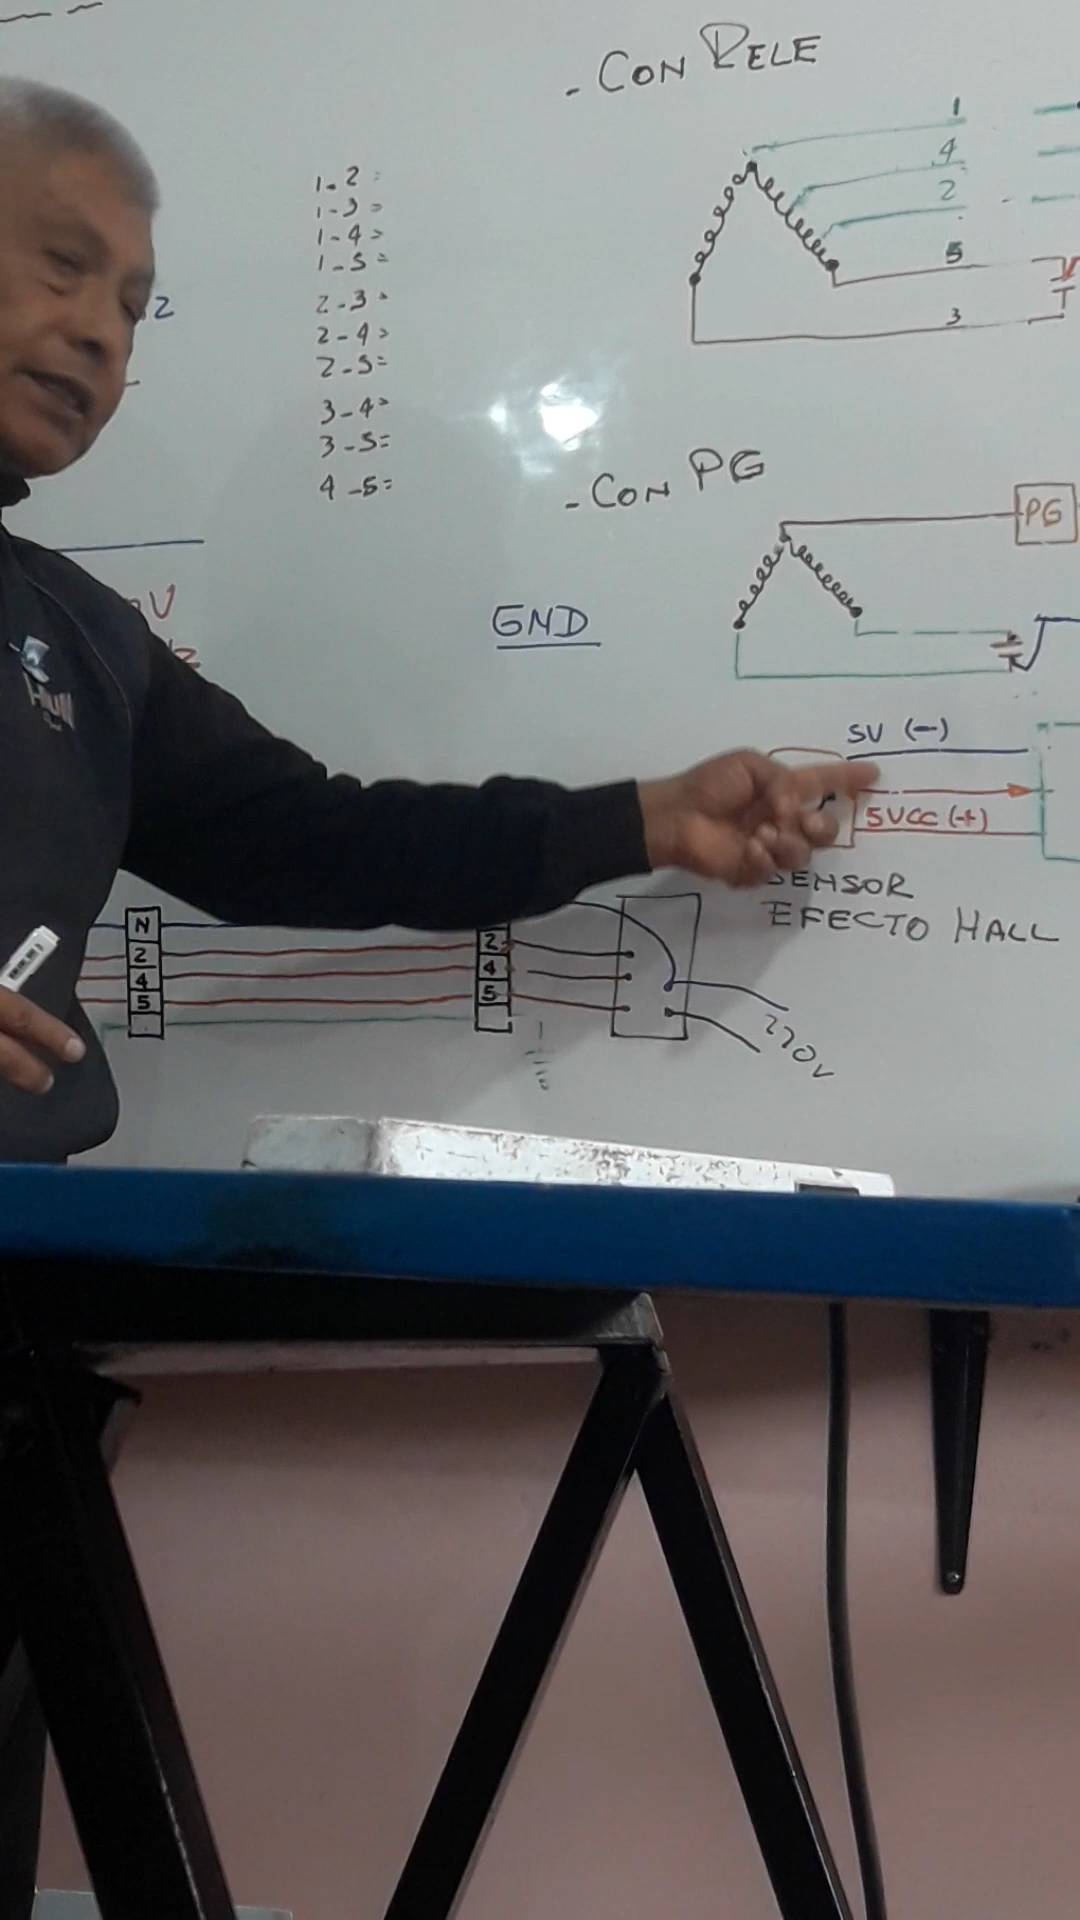 - CON RELE
1
4
2
5
3
1-2 =
1-3 =
1-4 =
1-5 =
2-3 =
2-4 =
2-5 =
3-4 =
3-5 =
4-5 =
2
- CON PG
PG
V
GND
5V (-)
5VCC (+)
SENSOR
EFECTO HALL
N
2
4
5
2
4
5
220V